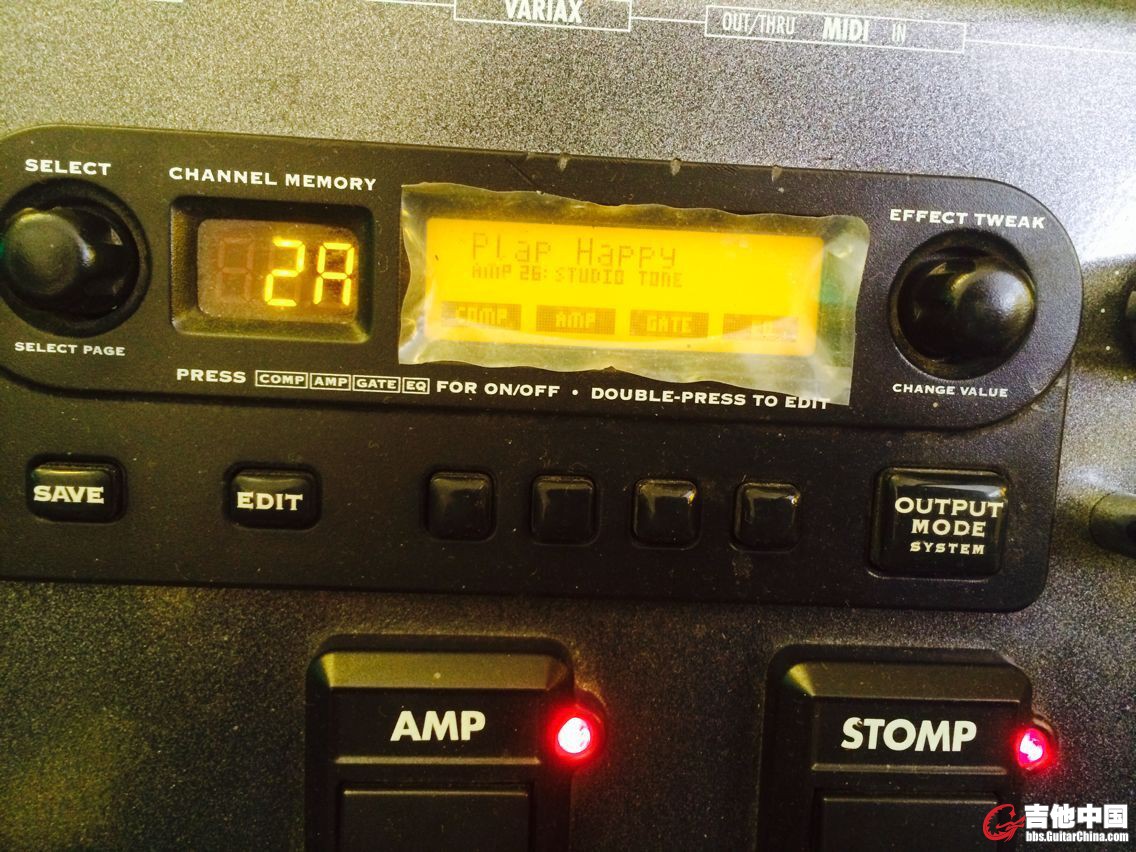 VARIAX
OUT/THRU MIDI IN
SELECT
CHANNEL MEMORY
EFFECT TWEAK
2A
Plap Happy
AMP 26: STUDIO TONE
COMP AMP GATE EQ
SELECT PAGE
CHANGE VALUE
PRESS COMP AMP GATE EQ FOR ON/OFF • DOUBLE-PRESS TO EDIT
SAVE
EDIT
OUTPUT
MODE
SYSTEM
AMP
STOMP
吉他中国
bbs.GuitarChina.com